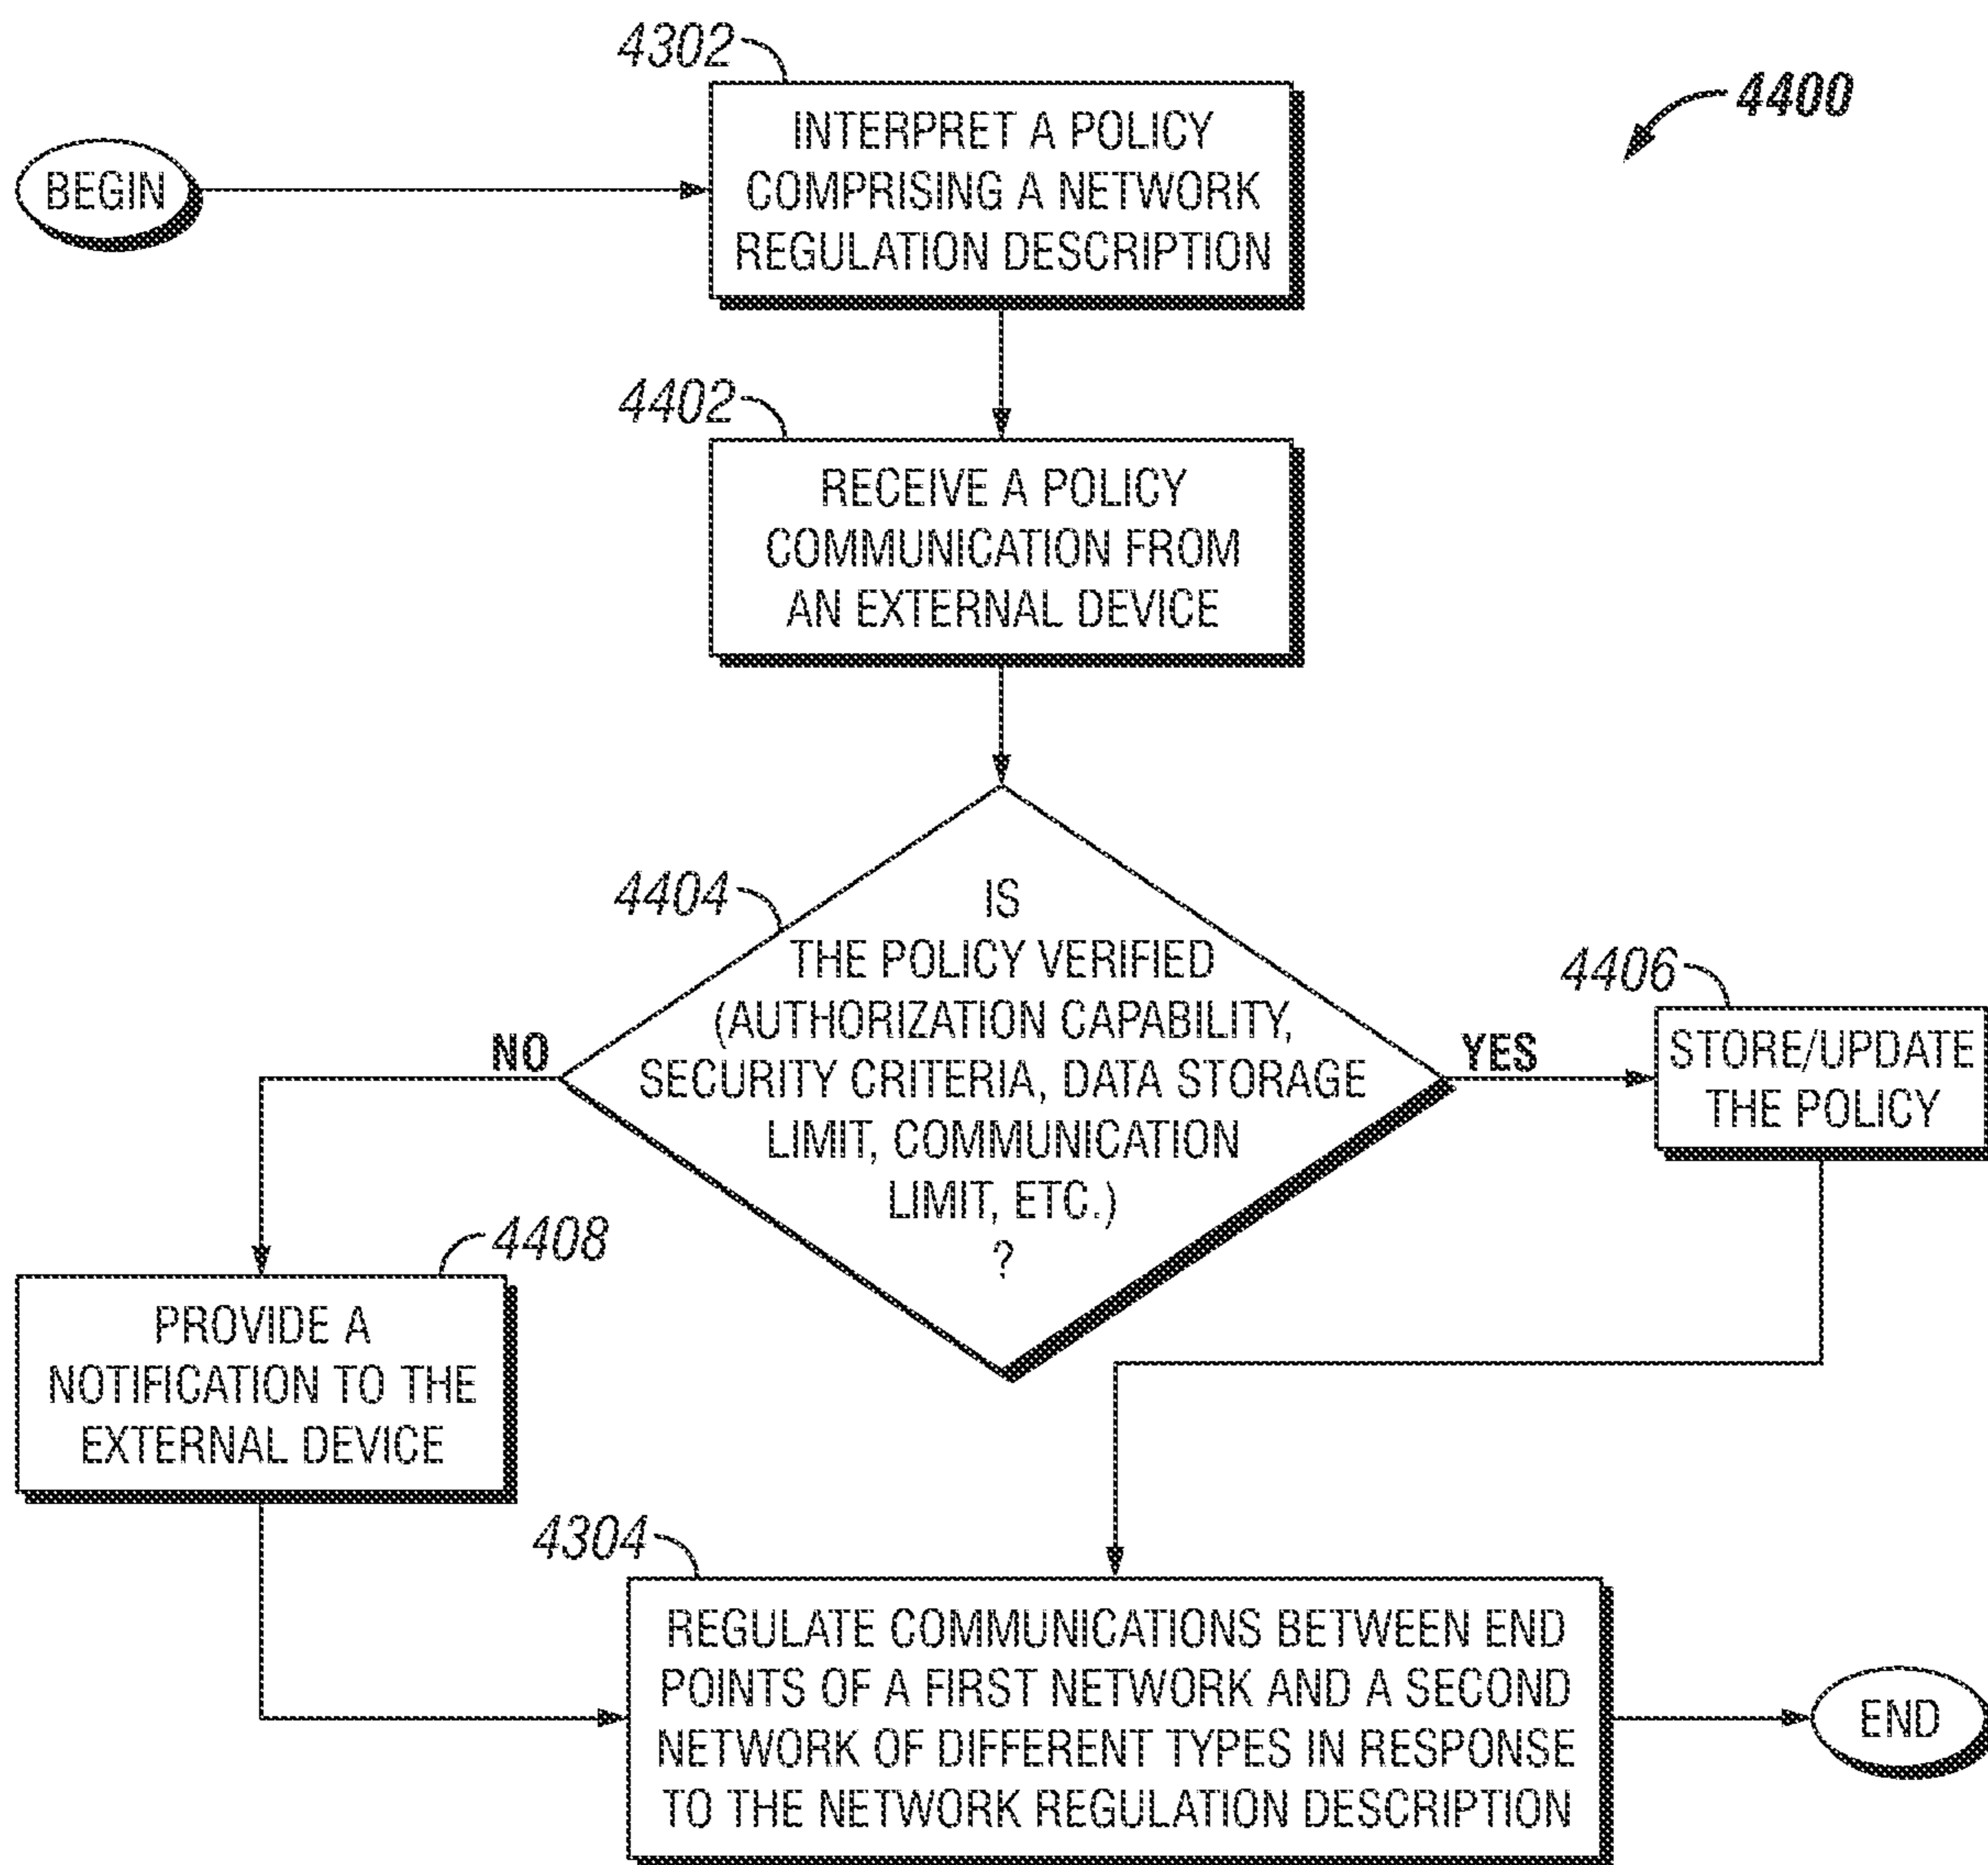 4302
4400
BEGIN
INTERPRET A POLICY
COMPRISING A NETWORK
REGULATION DESCRIPTION
4402
RECEIVE A POLICY
COMMUNICATION FROM
AN EXTERNAL DEVICE
4404
IS
THE POLICY VERIFIED
(AUTHORIZATION CAPABILITY,
SECURITY CRITERIA, DATA STORAGE
LIMIT, COMMUNICATION
LIMIT, ETC.)
?
NO
YES
4406
STORE/UPDATE
THE POLICY
4408
PROVIDE A
NOTIFICATION TO THE
EXTERNAL DEVICE
4304
REGULATE COMMUNICATIONS BETWEEN END
POINTS OF A FIRST NETWORK AND A SECOND
NETWORK OF DIFFERENT TYPES IN RESPONSE
TO THE NETWORK REGULATION DESCRIPTION
END